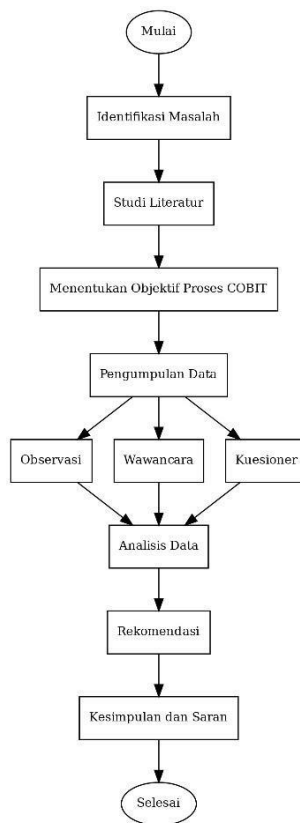 Mulai
Identifikasi Masalah
Studi Literatur
Menentukan Objektif Proses COBIT
Pengumpulan Data
Observasi
Wawancara
Kuesioner
Analisis Data
Rekomendasi
Kesimpulan dan Saran
Selesai